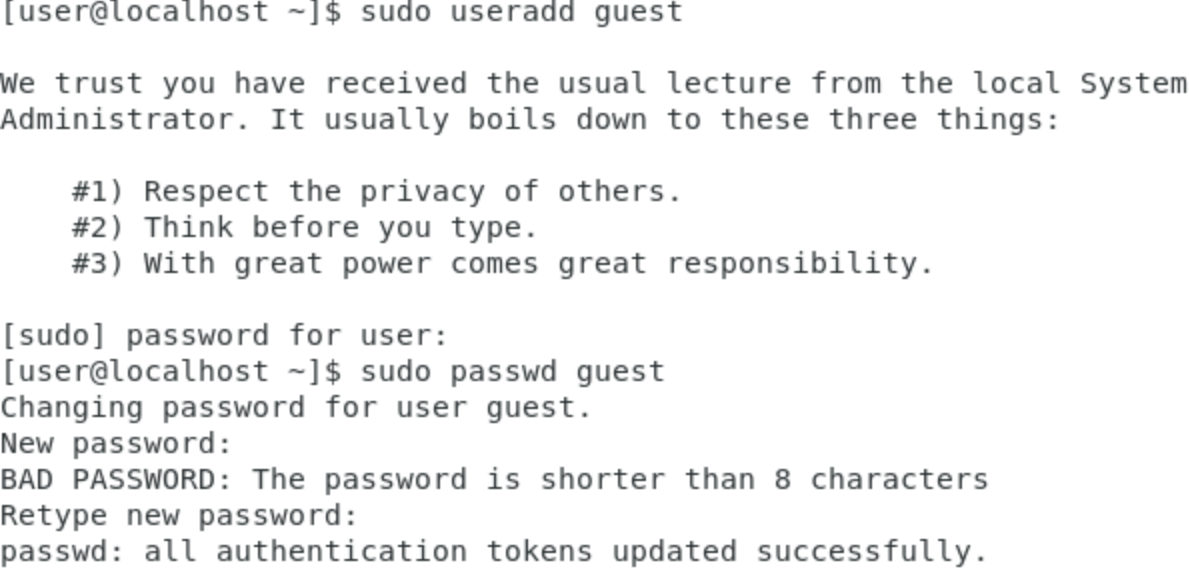 [user@localhost ~]$ sudo useradd guest
We trust you have received the usual lecture from the local System
Administrator. It usually boils down to these three things:
#1) Respect the privacy of others.
#2) Think before you type.
#3) With great power comes great responsibility.
[sudo] password for user:
[user@localhost ~]$ sudo passwd guest
Changing password for user guest.
New password:
BAD PASSWORD: The password is shorter than 8 characters
Retype new password:
passwd: all authentication tokens updated successfully.